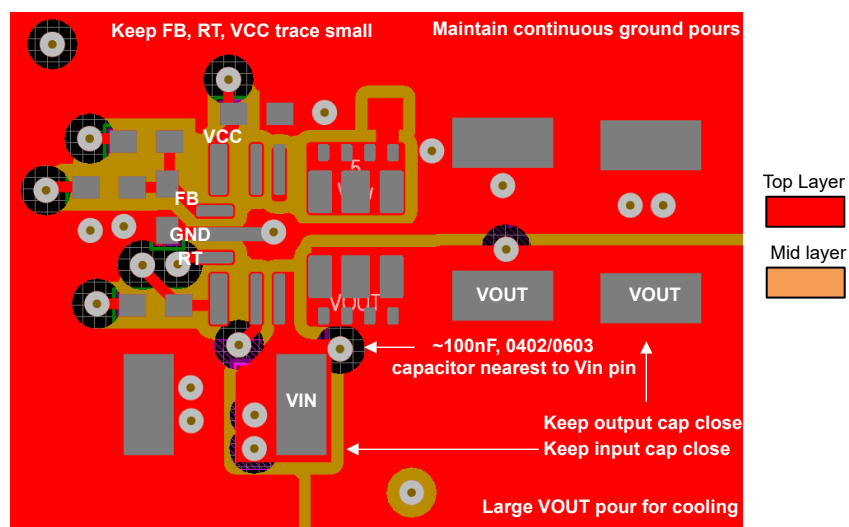 Keep FB, RT, VCC trace small
Maintain continuous ground pours
VCC
Top Layer
FB
GND
Mid layer
RT
VOUT
VOUT
VOUT
~100nF, 0402/0603
capacitor nearest to Vin pin
VIN
Keep output cap close
Keep input cap close
Large VOUT pour for cooling